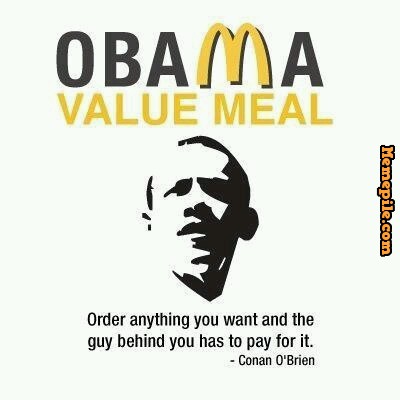 OBAMA
VALUE MEAL
Memepile.com
Order anything you want and the
guy behind you has to pay for it.
- Conan O'Brien